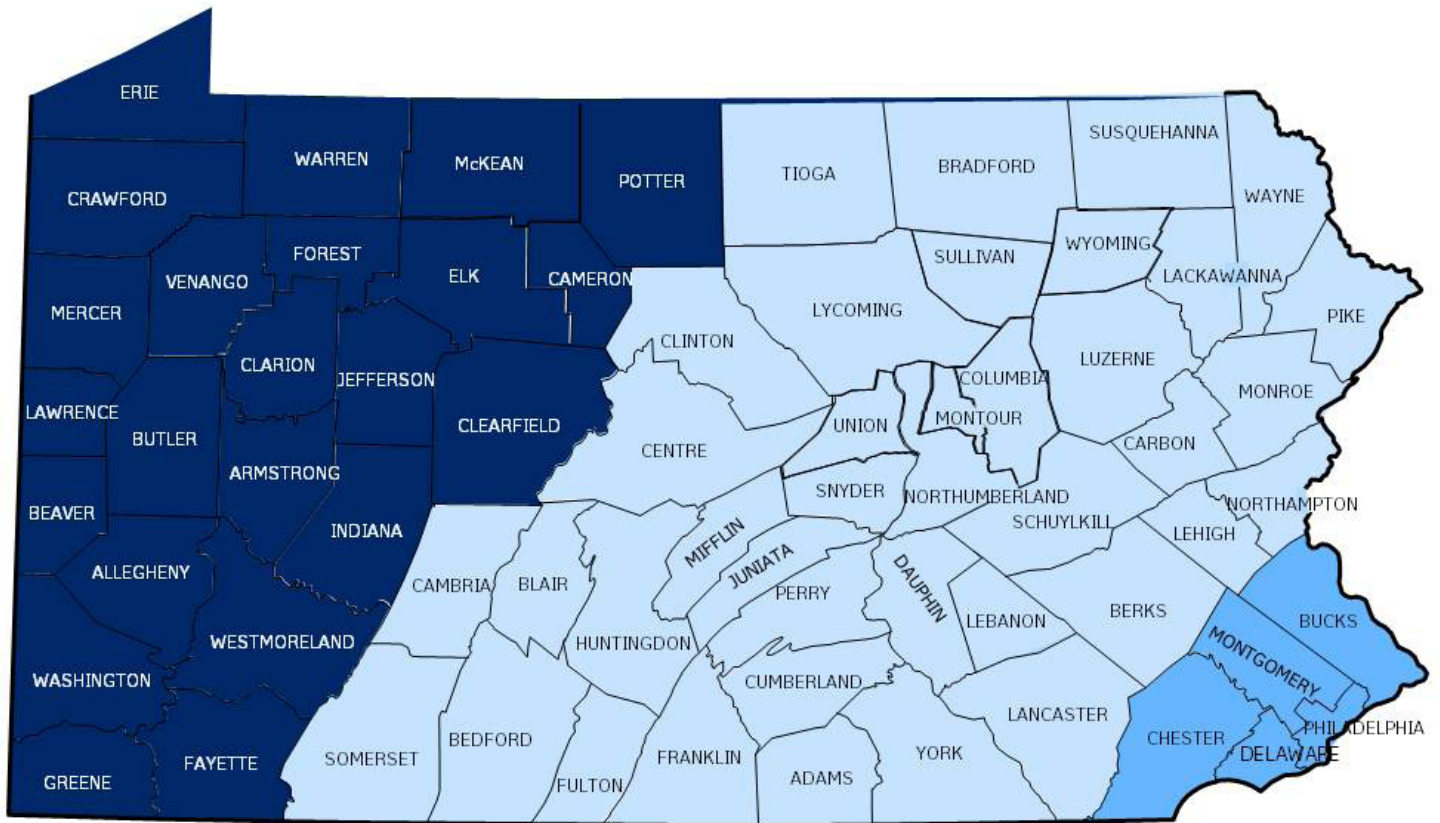 ERIE
WARREN
McKEAN
POTTER
TIOGA
BRADFORD
SUSQUEHANNA
WAYNE
CRAWFORD
FOREST
VENANGO
ELK
CAMERON
SULLIVAN
WYOMING
LACKAWANNA
MERCER
LYCOMING
PIKE
CLINTON
CLARION
JEFFERSON
LUZERNE
COLUMBIA
MONROE
LAWRENCE
BUTLER
CLEARFIELD
UNION
MONTOUR
CARBON
CENTRE
ARMSTRONG
SNYDER
NORTHUMBERLAND
NORTHAMPTON
BEAVER
INDIANA
SCHUYLKILL
LEHIGH
MIFFLIN
ALLEGHENY
JUNIATA
DAUPHIN
CAMBRIA
BLAIR
PERRY
BERKS
WESTMORELAND
HUNTINGDON
LEBANON
BUCKS
WASHINGTON
CUMBERLAND
MONTGOMERY
LANCASTER
PHILADELPHIA
BEDFORD
CHESTER
SOMERSET
FRANKLIN
YORK
DELAWARE
FAYETTE
GREENE
FULTON
ADAMS